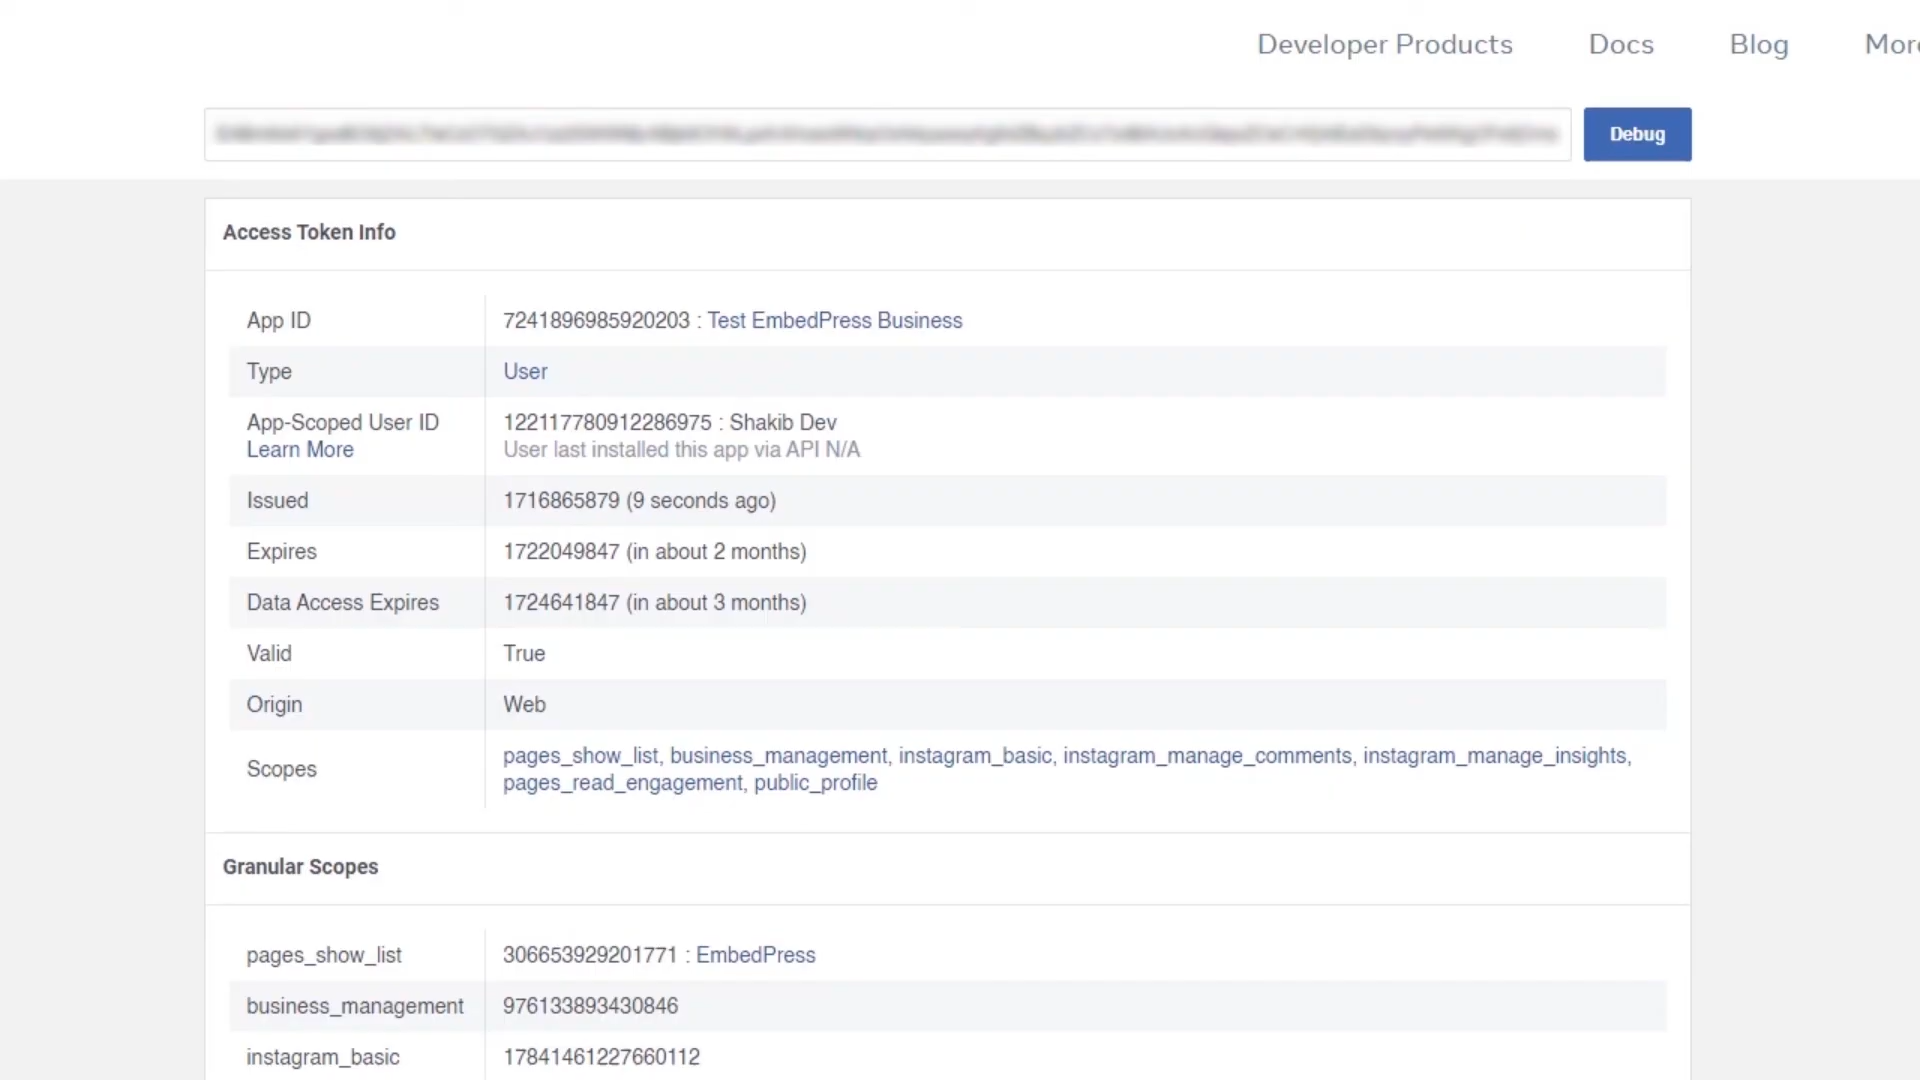 Developer Products Docs Blog More
Debug
Access Token Info
App ID 7241896985920203 : Test EmbedPress Business
Type User
App-Scoped User ID 122117780912286975 : Shakib Dev
Learn More User last installed this app via API N/A
Issued 1716865879 (9 seconds ago)
Expires 1722049847 (in about 2 months)
Data Access Expires 1724641847 (in about 3 months)
Valid True
Origin Web
Scopes pages_show_list, business_management, instagram_basic, instagram_manage_comments, instagram_manage_insights,
pages_read_engagement, public_profile
Granular Scopes
pages_show_list 306653929201771 : EmbedPress
business_management 976133893430846
instagram_basic 17841461227660112